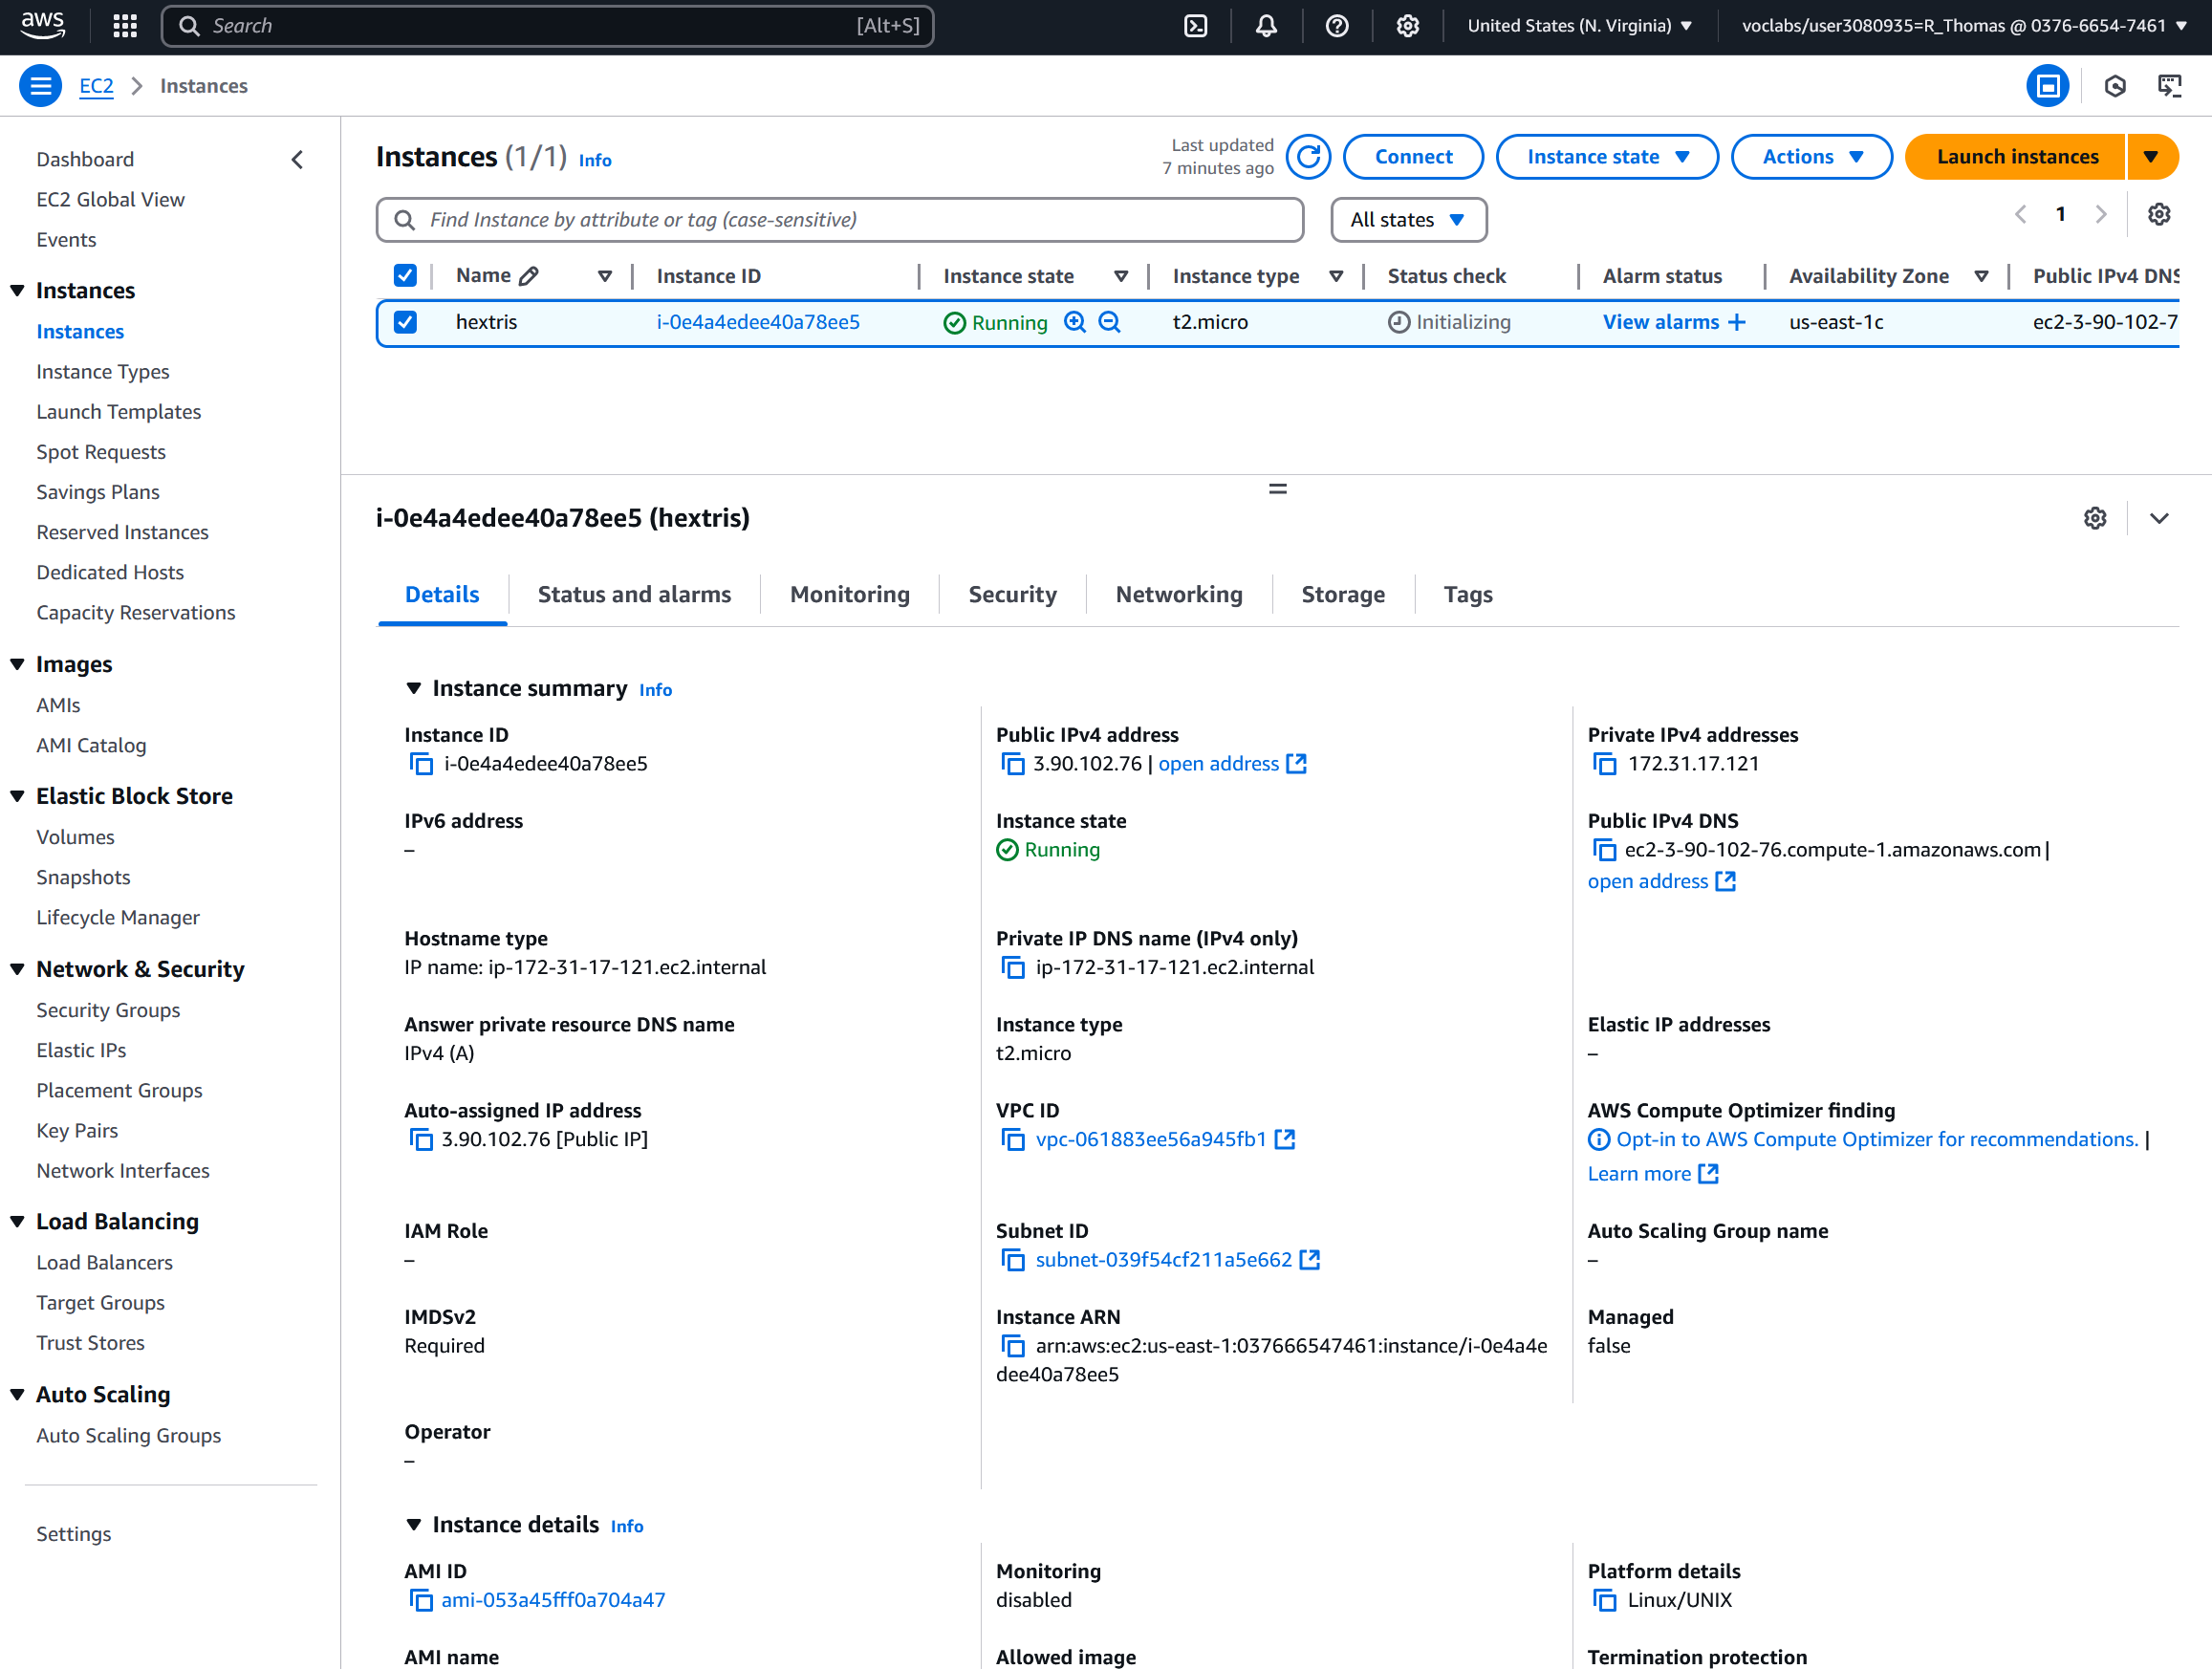 aws
Search [Alt+S]
United States (N. Virginia)
voclabs/user3080935=R_Thomas @ 0376-6654-7461
EC2 > Instances
Dashboard
EC2 Global View
Events
Instances
Instances
Instance Types
Launch Templates
Spot Requests
Savings Plans
Reserved Instances
Dedicated Hosts
Capacity Reservations
Images
AMIs
AMI Catalog
Elastic Block Store
Volumes
Snapshots
Lifecycle Manager
Network & Security
Security Groups
Elastic IPs
Placement Groups
Key Pairs
Network Interfaces
Load Balancing
Load Balancers
Target Groups
Trust Stores
Auto Scaling
Auto Scaling Groups
Settings
Instances (1/1) Info
Last updated
7 minutes ago
Connect
Instance state
Actions
Launch instances
Find Instance by attribute or tag (case-sensitive)
All states
1
Name Instance ID Instance state Instance type Status check Alarm status Availability Zone Public IPv4 DNS
hextris i-0e4a4edee40a78ee5 Running t2.micro Initializing View alarms + us-east-1c ec2-3-90-102-7
i-0e4a4edee40a78ee5 (hextris)
Details Status and alarms Monitoring Security Networking Storage Tags
Instance summary Info
Instance ID
i-0e4a4edee40a78ee5
Public IPv4 address
3.90.102.76 | open address
Private IPv4 addresses
172.31.17.121
IPv6 address
–
Instance state
Running
Public IPv4 DNS
ec2-3-90-102-76.compute-1.amazonaws.com |
open address
Hostname type
IP name: ip-172-31-17-121.ec2.internal
Private IP DNS name (IPv4 only)
ip-172-31-17-121.ec2.internal
Answer private resource DNS name
IPv4 (A)
Instance type
t2.micro
Elastic IP addresses
–
Auto-assigned IP address
3.90.102.76 [Public IP]
VPC ID
vpc-061883ee56a945fb1
AWS Compute Optimizer finding
Opt-in to AWS Compute Optimizer for recommendations. |
Learn more
IAM Role
–
Subnet ID
subnet-039f54cf211a5e662
Auto Scaling Group name
–
IMDSv2
Required
Instance ARN
arn:aws:ec2:us-east-1:037666547461:instance/i-0e4a4e
dee40a78ee5
Managed
false
Operator
–
Instance details Info
AMI ID
ami-053a45fff0a704a47
Monitoring
disabled
Platform details
Linux/UNIX
AMI name
Allowed image
Termination protection